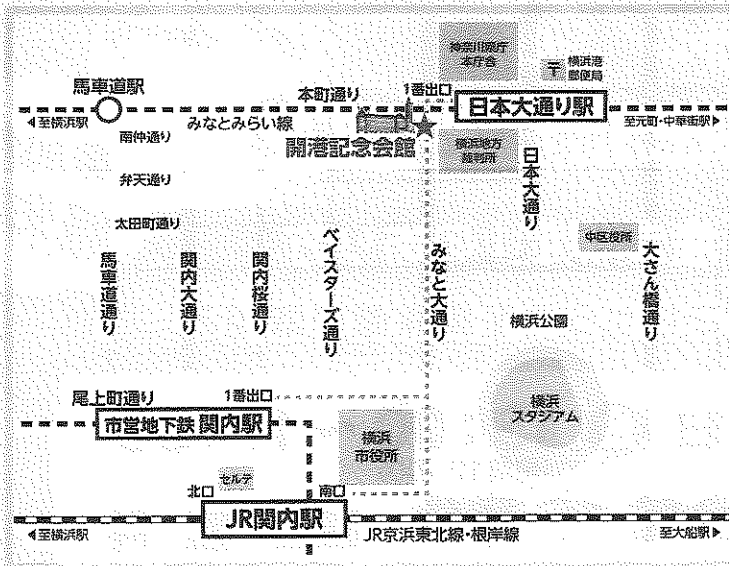 神奈川県庁
本庁舎
横浜港
郵便局
馬車道駅
本町通り
1番出口
日本大通り駅
◀至横浜駅
みなとみらい線
至元町・中華街駅▶
南仲通り
開港記念会館
横浜地方
裁判所
日本大通り
弁天通り
太田町通り
中区役所
馬車道通り
関内大通り
関内桜通り
ベイスターズ通り
みなと大通り
大さん橋通り
横浜公園
尾上町通り
1番出口
横浜
スタジアム
市営地下鉄 関内駅
横浜
市役所
セルテ
北口
南口
JR関内駅
◀至横浜駅
JR京浜東北線・根岸線
至大船駅▶